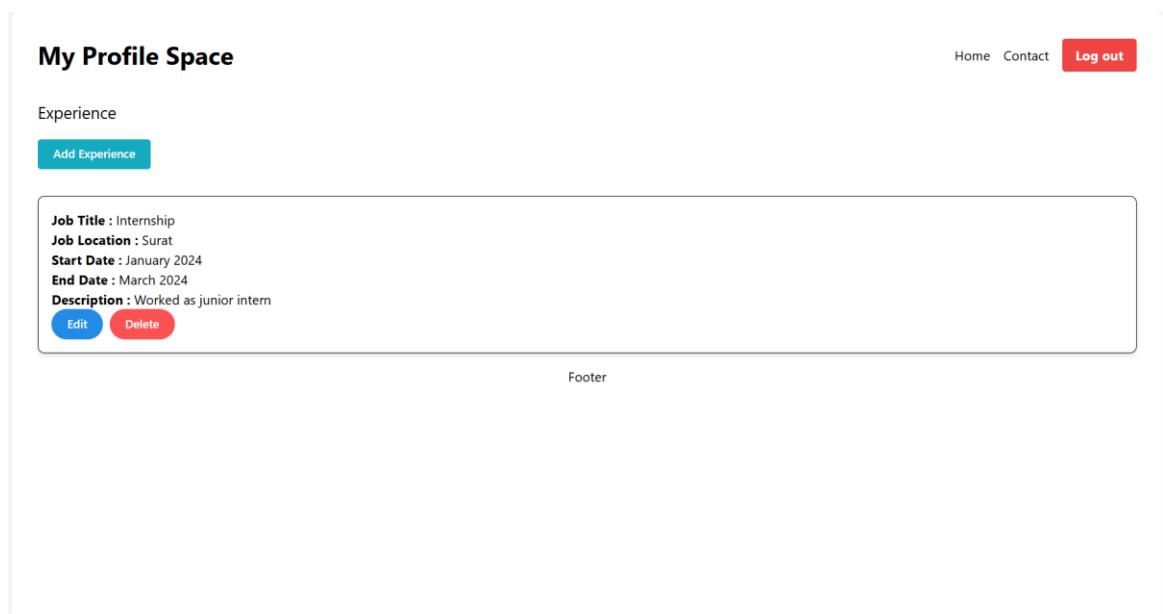 My Profile Space
Home Contact Log out
Experience
Add Experience
Job Title : Internship
Job Location : Surat
Start Date : January 2024
End Date : March 2024
Description : Worked as junior intern
Edit Delete
Footer